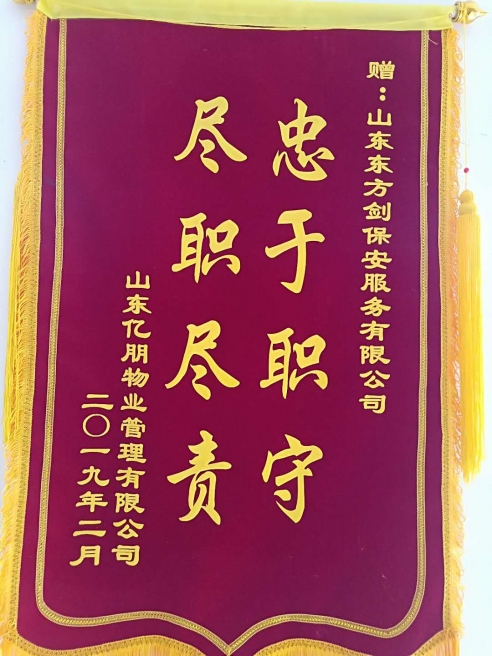 赠：山东东方剑保安服务有限公司
忠于职守
尽职尽责
山东亿朋物业管理有限公司
二〇一九年二月